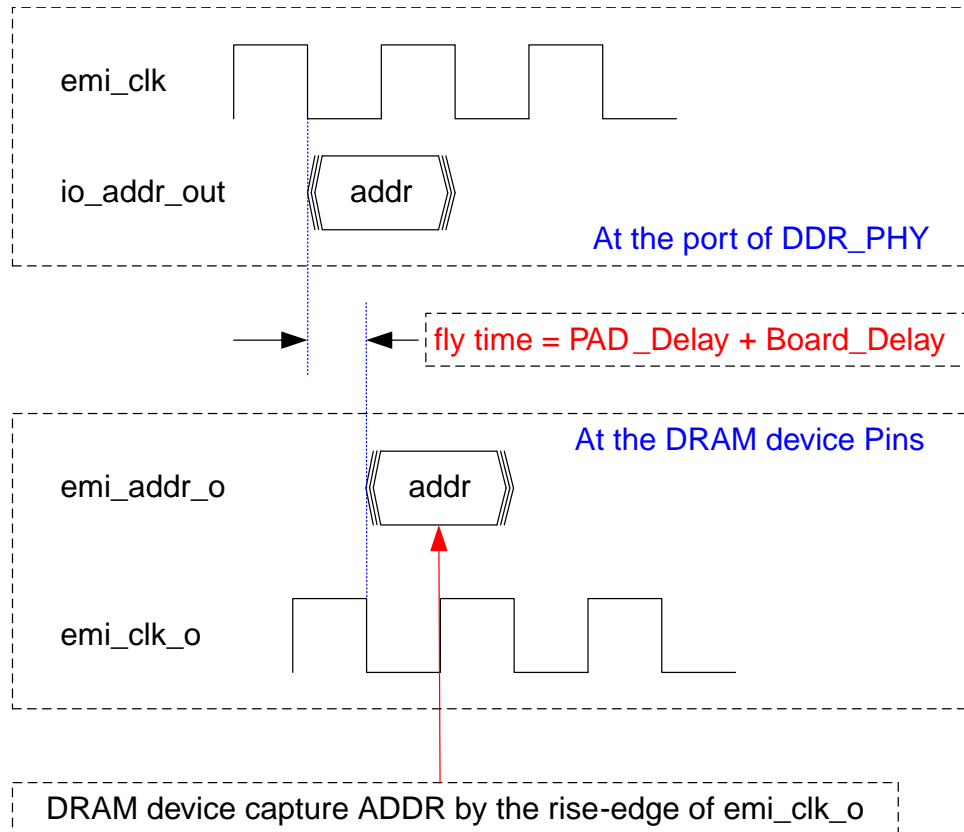 emi_clk
io_addr_out
addr
At the port of DDR_PHY
fly time = PAD_Delay + Board_Delay
At the DRAM device Pins
emi_addr_o
addr
emi_clk_o
DRAM device capture ADDR by the rise-edge of emi_clk_o